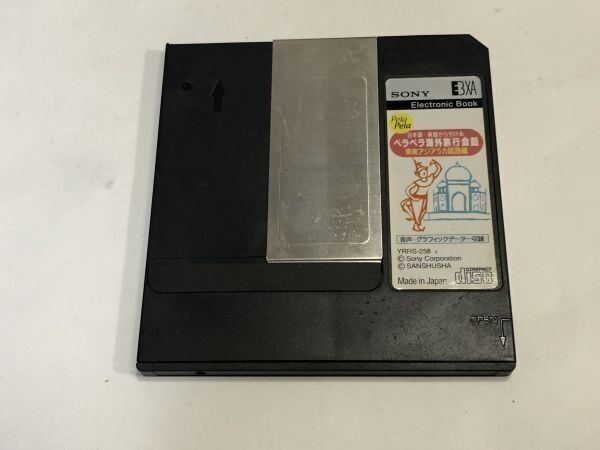 SONY EBXA
Electronic Book
Pela
Pela
日本語・英語から引ける
ペラペラ海外旅行会話
東南アジア5カ国語編
音声・グラフィックデーター収録
YRRS-258
© Sony Corporation
© SANSHUSHA
Made in Japan
COMPACT
disc
OPEN